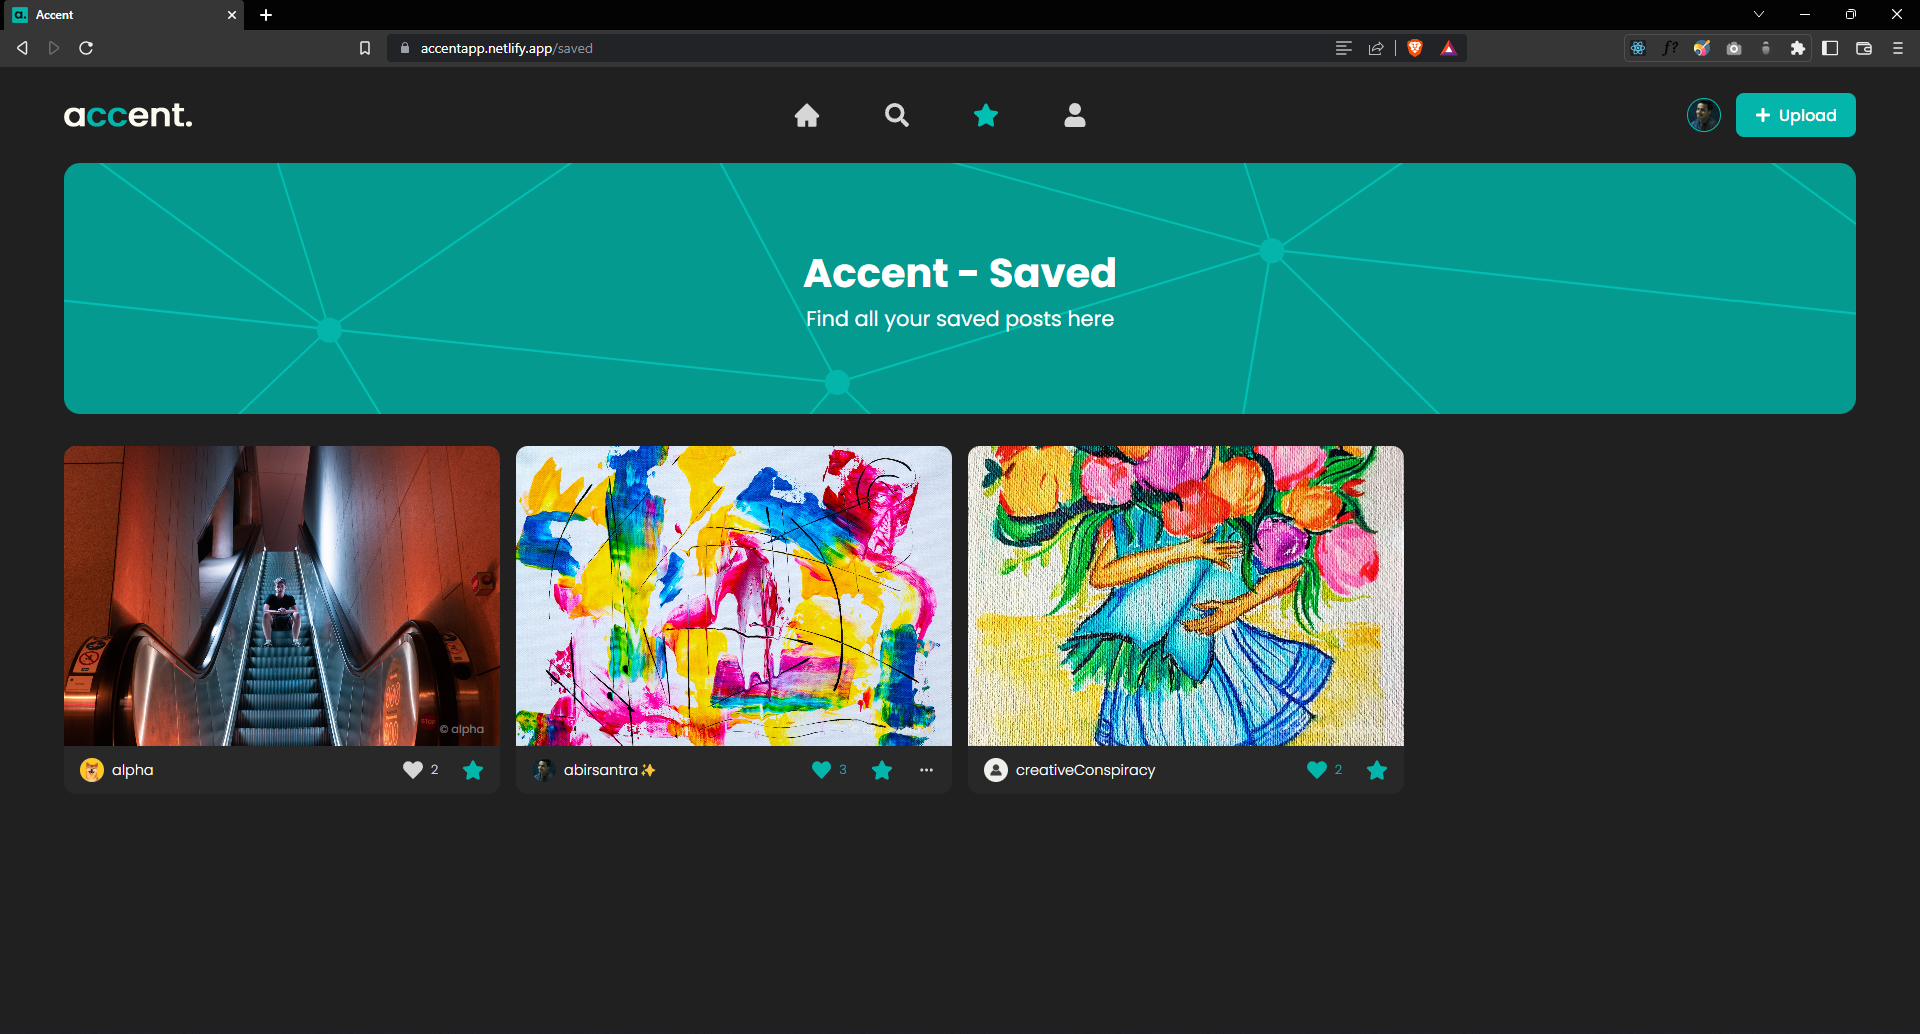 Accent
accentapp.netlify.app/saved
accent.
Upload
Accent - Saved
Find all your saved posts here
STOP
© alpha
alpha
2
abirsantra✨
3
creativeConspiracy
2